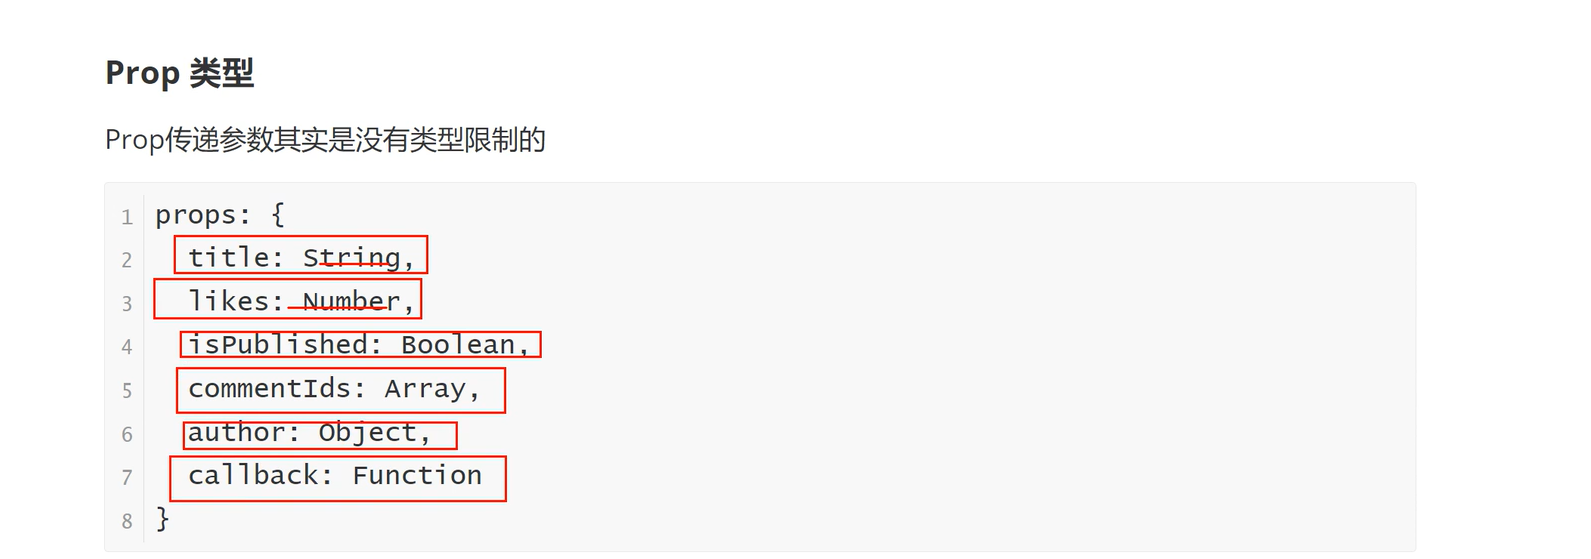 Prop 类型
Prop传递参数其实是没有类型限制的
1 props: {
2 title: String,
3 likes: Number,
4 isPublished: Boolean,
5 commentIds: Array,
6 author: Object,
7 callback: Function
8 }